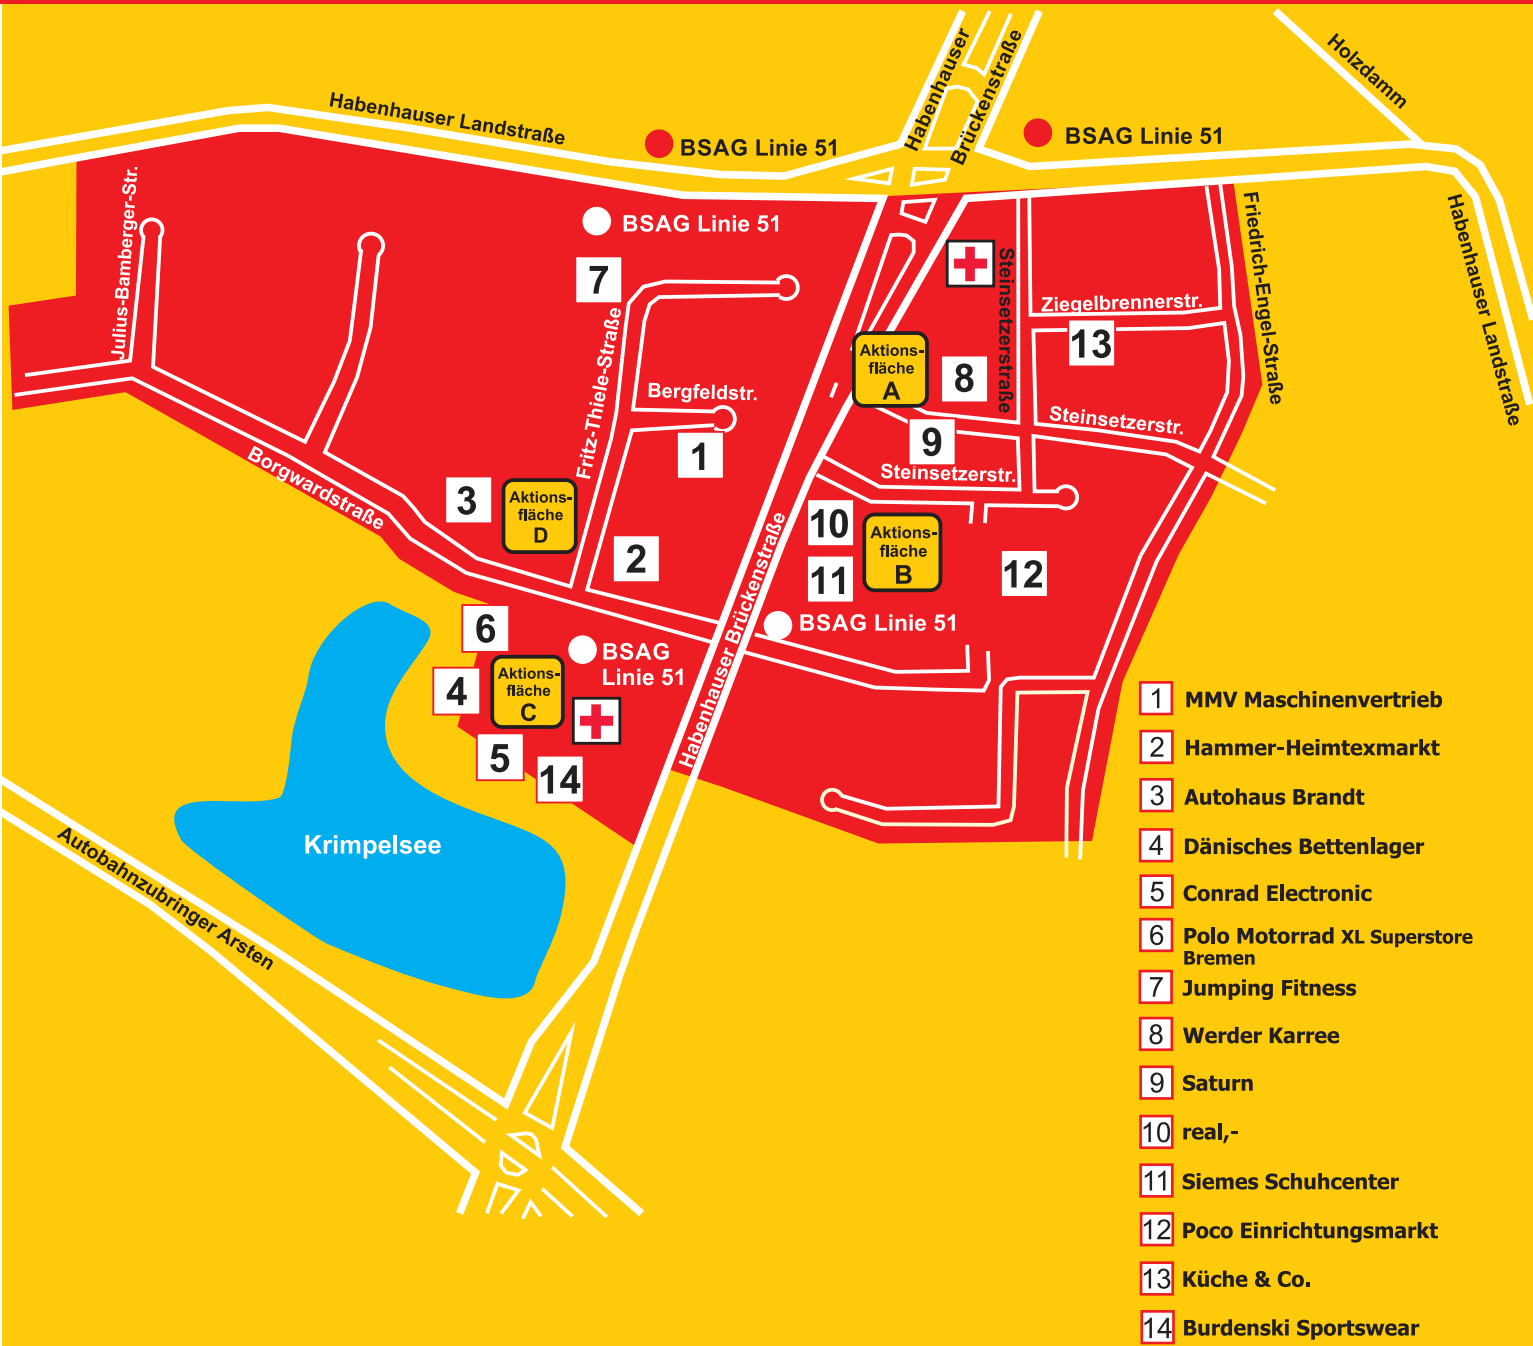 Habenhauser Landstraße
BSAG Linie 51
Habenhauser
Brückenstraße
BSAG Linie 51
Holzdamm
Habenhauser Landstraße
Julius-Bamberger-Str.
BSAG Linie 51
7
Fritz-Thiele-Straße
Bergfeldstr.
1
Steinsetzerstraße
Ziegelbrennerstr.
13
Friedrich-Engel-Straße
Aktions-
fläche
A
8
Steinsetzerstr.
9
Steinsetzerstr.
Borgwardstraße
3
Aktions-
fläche
D
2
10
Aktions-
fläche
B
11
12
Habenhauser Brückenstraße
BSAG Linie 51
6
BSAG
Linie 51
4
Aktions-
fläche
C
5
14
Krimpelsee
Autobahnzubringer Arsten
1 MMV Maschinenvertrieb
2 Hammer-Heimtexmarkt
3 Autohaus Brandt
4 Dänisches Bettenlager
5 Conrad Electronic
6 Polo Motorrad XL Superstore
Bremen
7 Jumping Fitness
8 Werder Karree
9 Saturn
10 real,-
11 Siemes Schuhcenter
12 Poco Einrichtungsmarkt
13 Küche & Co.
14 Burdenski Sportswear